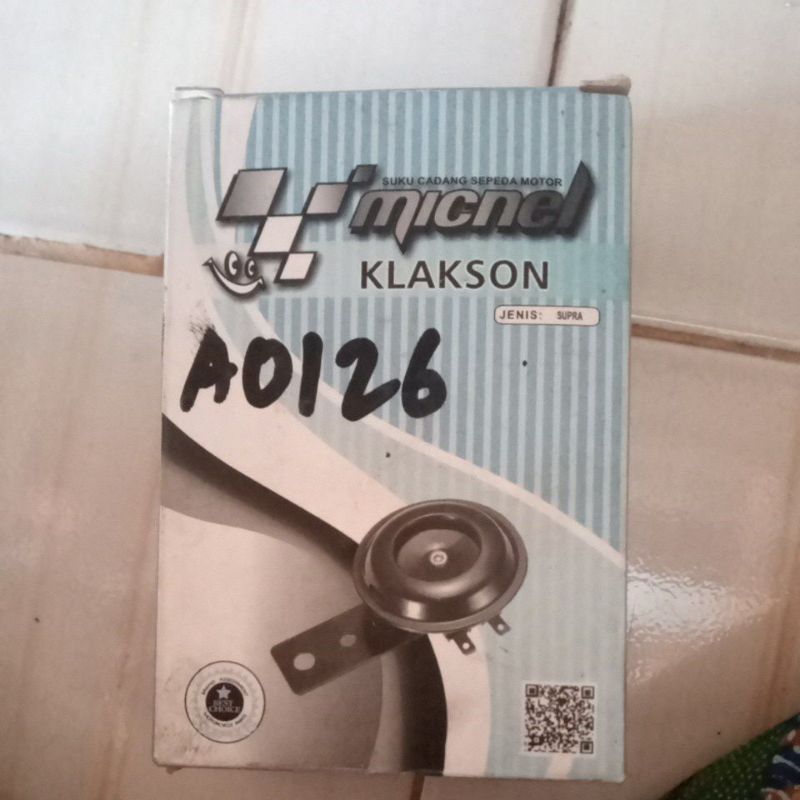 SUKU CADANG SEPEDA MOTOR
micnel
KLAKSON
JENIS: SUPRA
A0126
BEST
CHOICE